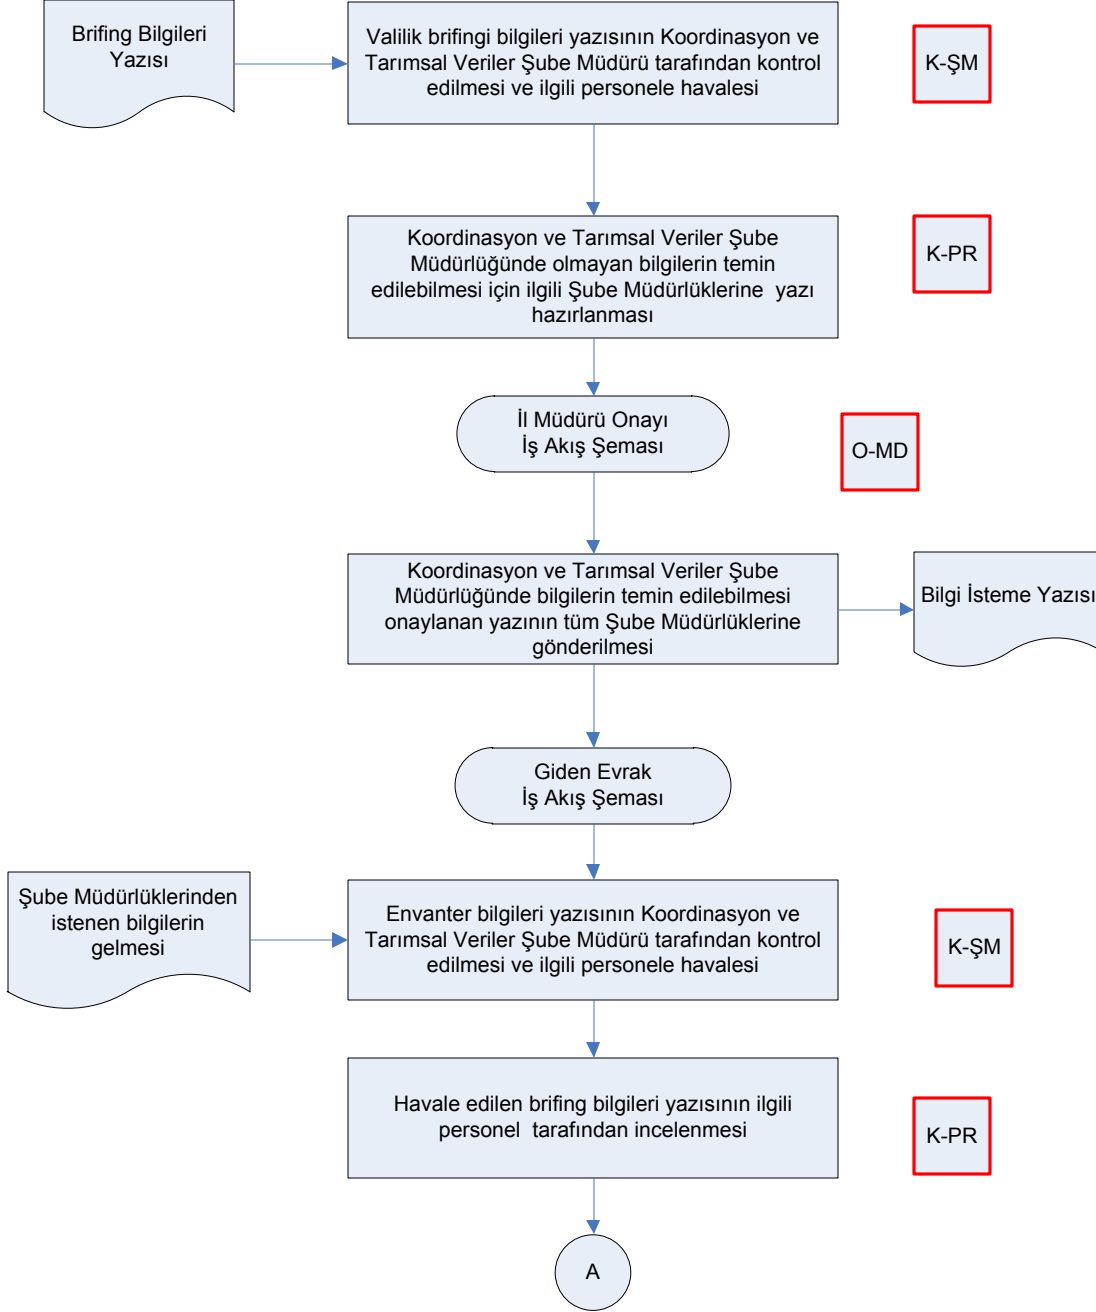 Brifing Bilgileri
Yazısı
Valilik brifingi bilgileri yazısının Koordinasyon ve
Tarımsal Veriler Şube Müdürü tarafından kontrol
edilmesi ve ilgili personele havalesi
K-ŞM
Koordinasyon ve Tarımsal Veriler Şube
Müdürlüğünde olmayan bilgilerin temin
edilebilmesi için ilgili Şube Müdürlüklerine yazı
hazırlanması
K-PR
İl Müdürü Onayı
İş Akış Şeması
O-MD
Koordinasyon ve Tarımsal Veriler Şube
Müdürlüğünde bilgilerin temin edilebilmesi
onaylanan yazının tüm Şube Müdürlüklerine
gönderilmesi
Bilgi İsteme Yazısı
Giden Evrak
İş Akış Şeması
Şube Müdürlüklerinden
istenen bilgilerin
gelmesi
Envanter bilgileri yazısının Koordinasyon ve
Tarımsal Veriler Şube Müdürü tarafından kontrol
edilmesi ve ilgili personele havalesi
K-ŞM
Havale edilen brifing bilgileri yazısının ilgili
personel tarafından incelenmesi
K-PR
A